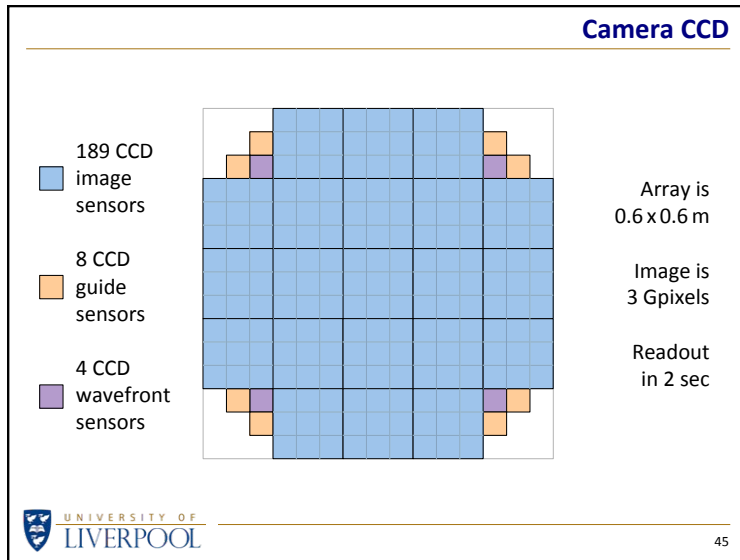 Camera CCD
189 CCD
image
sensors
8 CCD
guide
sensors
4 CCD
wavefront
sensors
Array is
0.6 x 0.6 m
Image is
3 Gpixels
Readout
in 2 sec
UNIVERSITY OF
LIVERPOOL
45